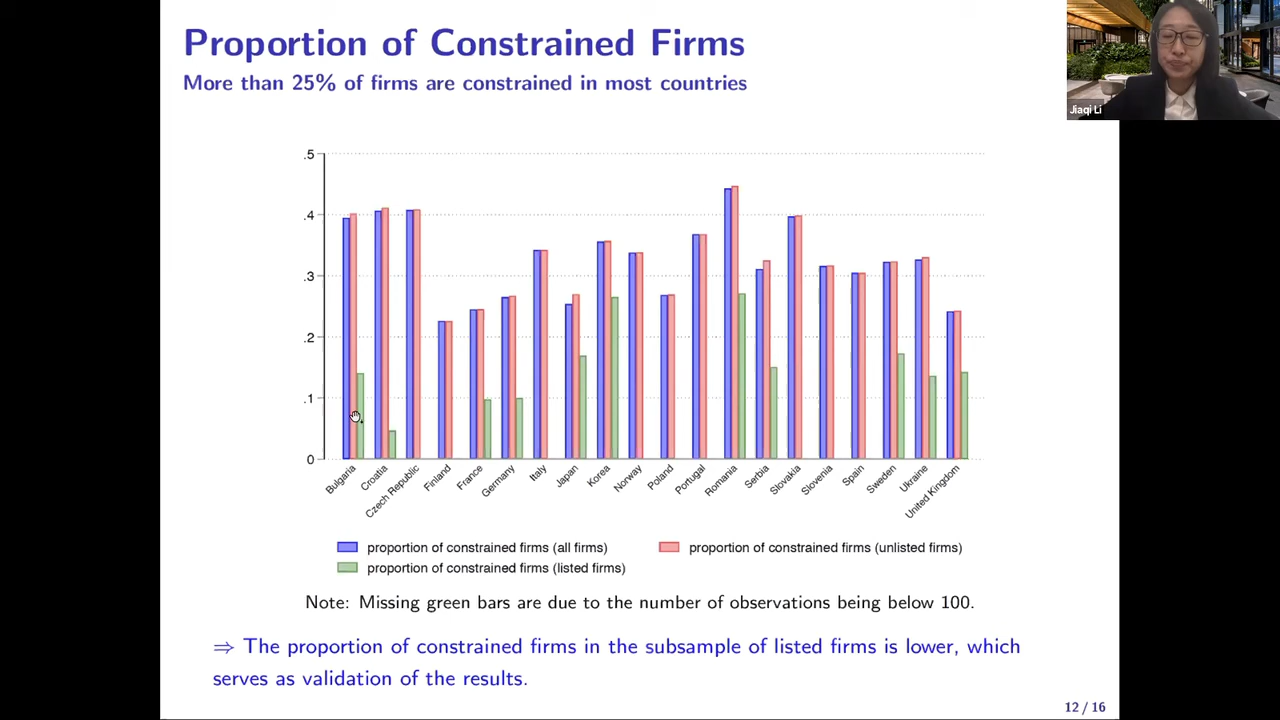 Proportion of Constrained Firms
More than 25% of firms are constrained in most countries
Jiaqi Li
.5
.4
.3
.2
.1
0
Bulgaria
Croatia
Czech Republic
Finland
France
Germany
Italy
Japan
Korea
Norway
Poland
Portugal
Romania
Serbia
Slovakia
Slovenia
Spain
Sweden
Ukraine
United Kingdom
proportion of constrained firms (all firms)
proportion of constrained firms (unlisted firms)
proportion of constrained firms (listed firms)
Note: Missing green bars are due to the number of observations being below 100.
⇒ The proportion of constrained firms in the subsample of listed firms is lower, which
serves as validation of the results.
12 / 16